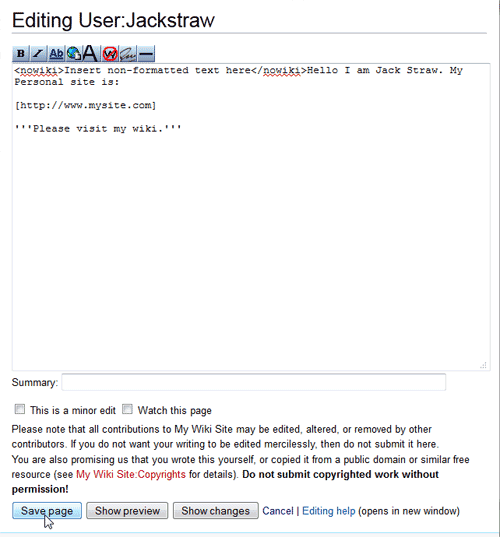 Editing User:Jackstraw
B I Ab A W
<nowiki>Insert non-formatted text here</nowiki>Hello I am Jack Straw. My
Personal site is:
[http://www.mysite.com]
'''Please visit my wiki.'''
Summary:
This is a minor edit Watch this page
Please note that all contributions to My Wiki Site may be edited, altered, or removed by other
contributors. If you do not want your writing to be edited mercilessly, then do not submit it here.
You are also promising us that you wrote this yourself, or copied it from a public domain or similar free
resource (see My Wiki Site:Copyrights for details). Do not submit copyrighted work without
permission!
Save page Show preview Show changes Cancel | Editing help (opens in new window)